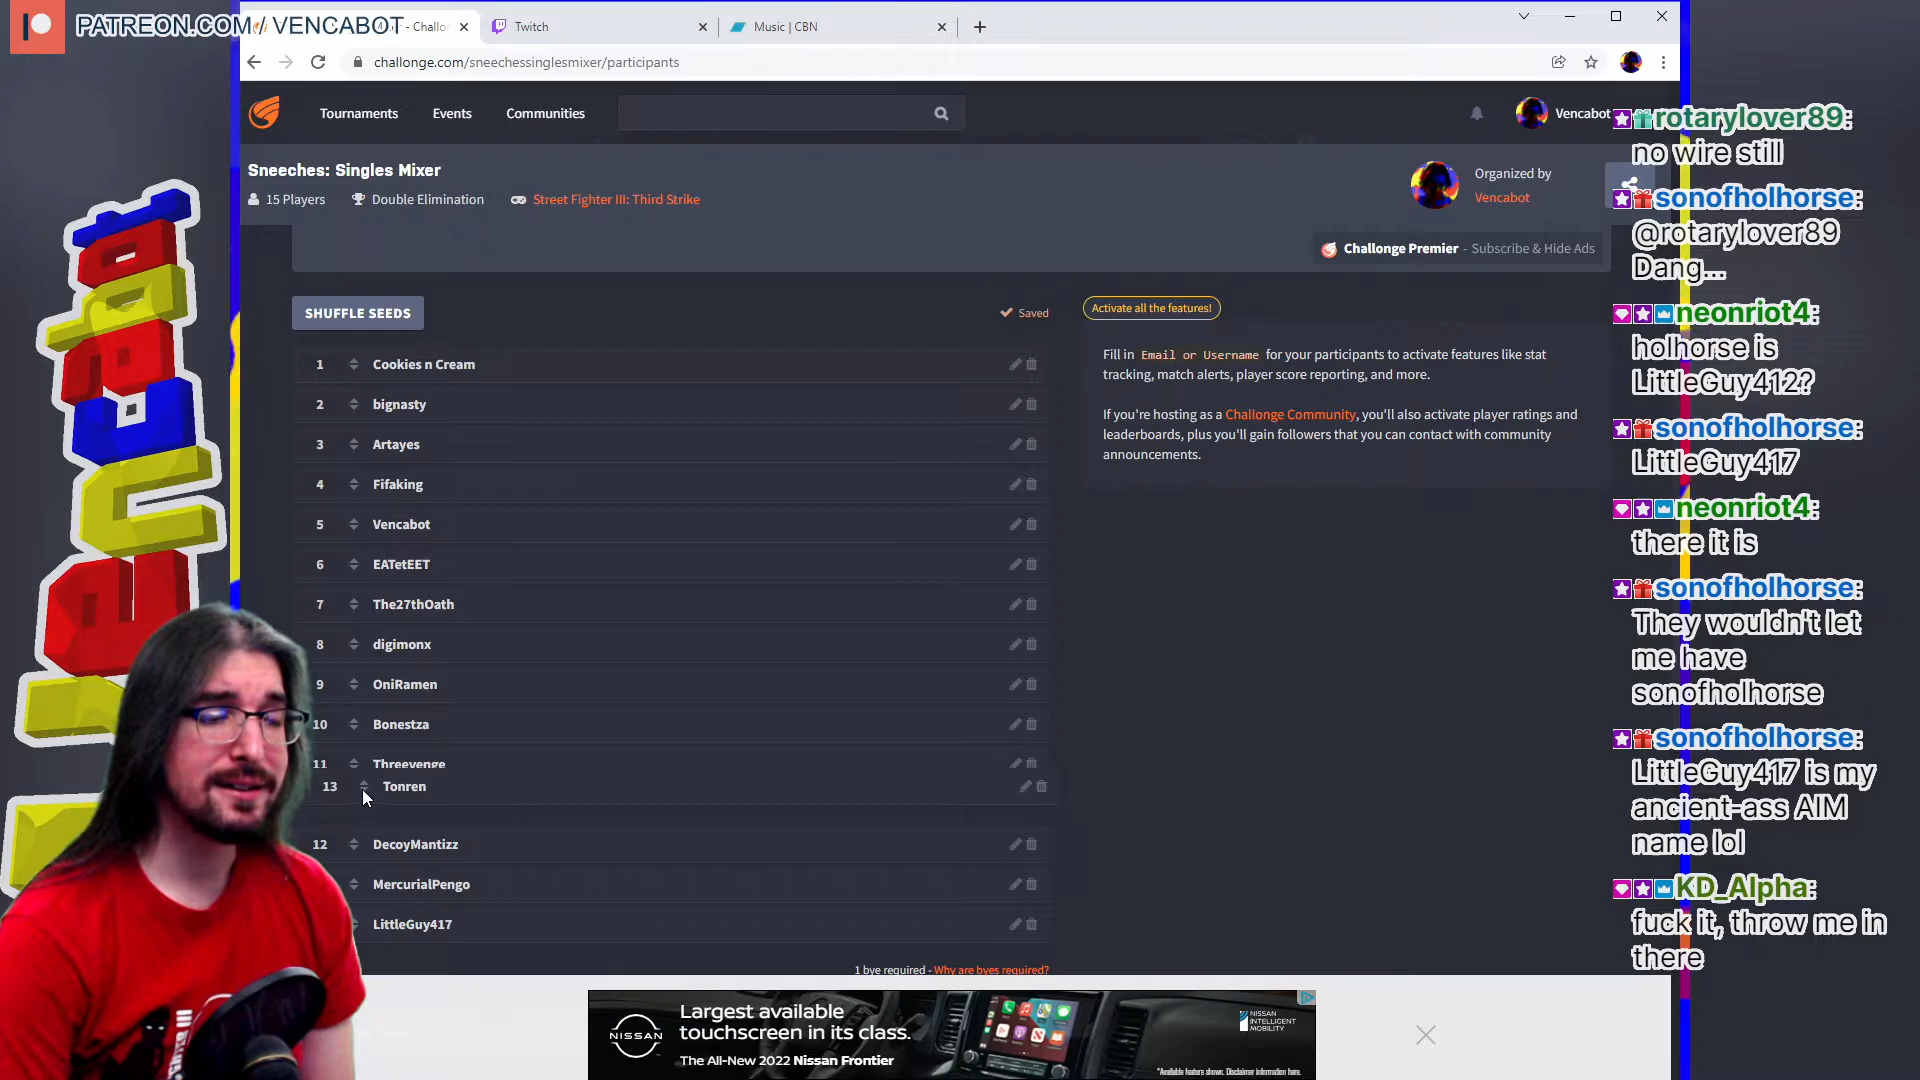 PATREON.COM/VENCABOT
Twitch
Music | CBN
challonge.com/sneechessinglesmixer/participants
Tournaments
Events
Communities
Vencabot
Sneeches: Singles Mixer
15 Players
Double Elimination
Street Fighter III: Third Strike
Organized by
Vencabot
Challonge Premier - Subscribe & Hide Ads
SHUFFLE SEEDS
Saved
1 Cookies n Cream
2 bignasty
3 Artayes
4 Fifaking
5 Vencabot
6 EATetEET
7 The27thOath
8 digimonx
9 OniRamen
10 Bonestza
11 Threevenge
13 Tonren
12 DecoyMantizz
MercurialPengo
LittleGuy417
1 bye required - Why are byes required?
Activate all the features!
Fill in Email or Username for your participants to activate features like stat
tracking, match alerts, player score reporting, and more.
If you're hosting as a Challonge Community, you'll also activate player ratings and
leaderboards, plus you'll gain followers that you can contact with community
announcements.
rotarylover89:
no wire still
sonofholhorse:
@rotarylover89
Dang...
neonriot4:
holhorse is
LittleGuy412?
sonofholhorse:
LittleGuy417
neonriot4:
there it is
sonofholhorse:
They wouldn't let
me have
sonofholhorse
sonofholhorse:
LittleGuy417 is my
ancient-ass AIM
name lol
KD_Alpha:
fuck it, throw me in
there
NISSAN
Largest available
touchscreen in its class.
The All-New 2022 Nissan Frontier
NISSAN
INTELLIGENT
MOBILITY
*Available feature shown. Disclaimer information here.